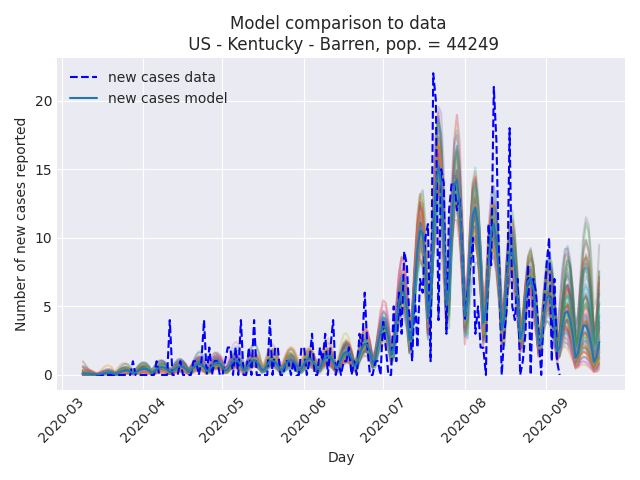 Model comparison to data
US - Kentucky - Barren, pop. = 44249
new cases data
new cases model
Number of new cases reported
20
15
10
5
0
2020-03
2020-04
2020-05
2020-06
2020-07
2020-08
2020-09
Day